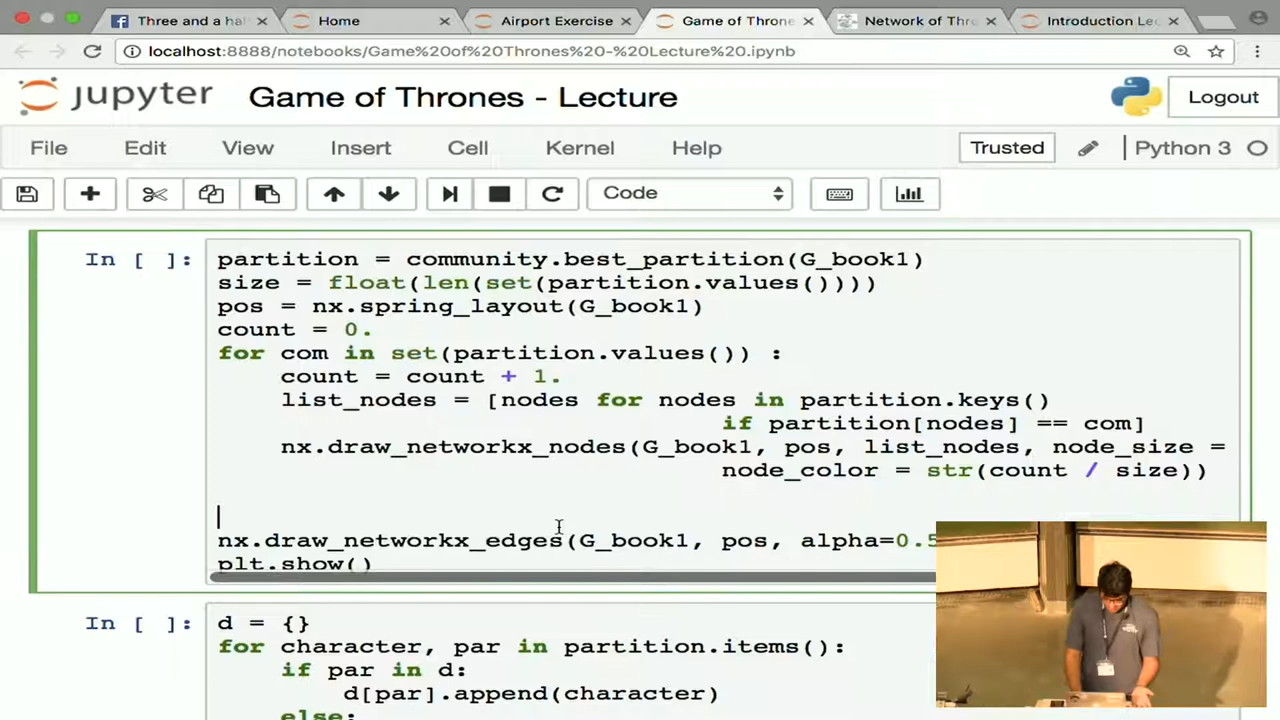 Three and a ha
Home
Airport Exercise
Game of Throne
Network of Thr
Introduction Le
localhost:8888/notebooks/Game%20of%20Thrones%20-%20Lecture%20.ipynb
jupyter Game of Thrones - Lecture
Logout
File Edit View Insert Cell Kernel Help
Trusted
Python 3
Code
In [ ]:
partition = community.best_partition(G_book1)
size = float(len(set(partition.values())))
pos = nx.spring_layout(G_book1)
count = 0.
for com in set(partition.values()) :
    count = count + 1.
    list_nodes = [nodes for nodes in partition.keys()
                                if partition[nodes] == com]
    nx.draw_networkx_nodes(G_book1, pos, list_nodes, node_size =
                                node_color = str(count / size))
nx.draw_networkx_edges(G_book1, pos, alpha=0.5
plt.show()
In [ ]:
d = {}
for character, par in partition.items():
    if par in d:
        d[par].append(character)
    else: